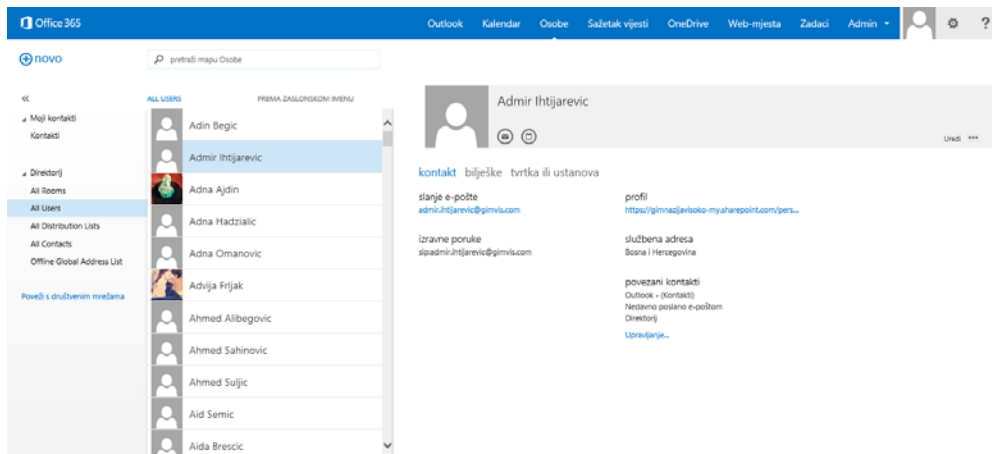 Office 365
Outlook Kalendar Osobe Sažetak vijesti OneDrive Web-mjesta Zadaci Admin ?
novo
pretraži mapu Osobe
«
Moji kontakti
Kontakti
Direktorij
All Rooms
All Users
All Distribution Lists
All Contacts
Offline Global Address List
Poveži s društvenim mrežama
ALL USERS PREMA ZASLONSKOM IMENU
Adin Begic
Admir Ihtijarevic
Adna Ajdin
Adna Hadzialic
Adna Omanovic
Advija Frljak
Ahmed Alibegovic
Ahmed Sahinovic
Ahmed Suljic
Aid Semic
Aida Brescic
Admir Ihtijarevic
Uredi •••
kontakt bilješke tvrtka ili ustanova
slanje e-pošte
admir.ihtijarevic@gimvis.com
izravne poruke
sipadmir.ihtijarevic@gimvis.com
profil
https://gimnazijavisoko-my.sharepoint.com/pers...
službena adresa
Bosna i Hercegovina
povezani kontakti
Outlook - (Kontakti)
Nedavno poslano e-poštom
Direktorij
Upravljanje...